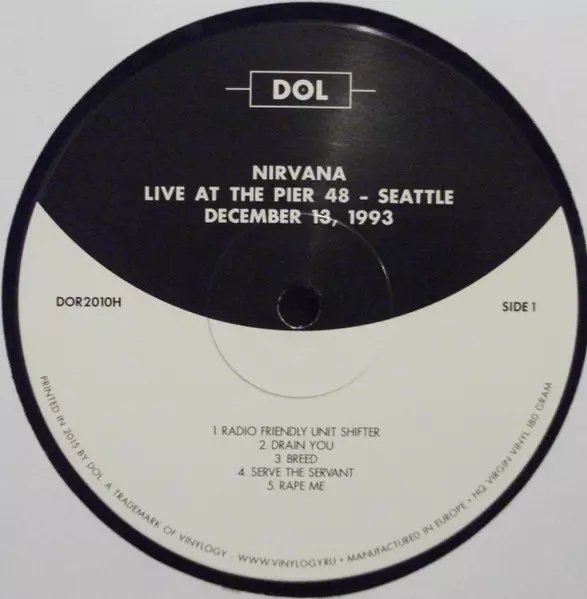 DOL
NIRVANA
LIVE AT THE PIER 48 - SEATTLE
DECEMBER 13, 1993
DOR2010H
SIDE 1
1. RADIO FRIENDLY UNIT SHIFTER
2. DRAIN YOU
3. BREED
4. SERVE THE SERVANT
5. RAPE ME
PRINTED IN 2015 BY DOL. A TRADEMARK OF VINYLOGY - WWW.VINYLOGY.RU • MANUFACTURED IN EUROPE • HQ VIRGIN VINYL 180 GRAM